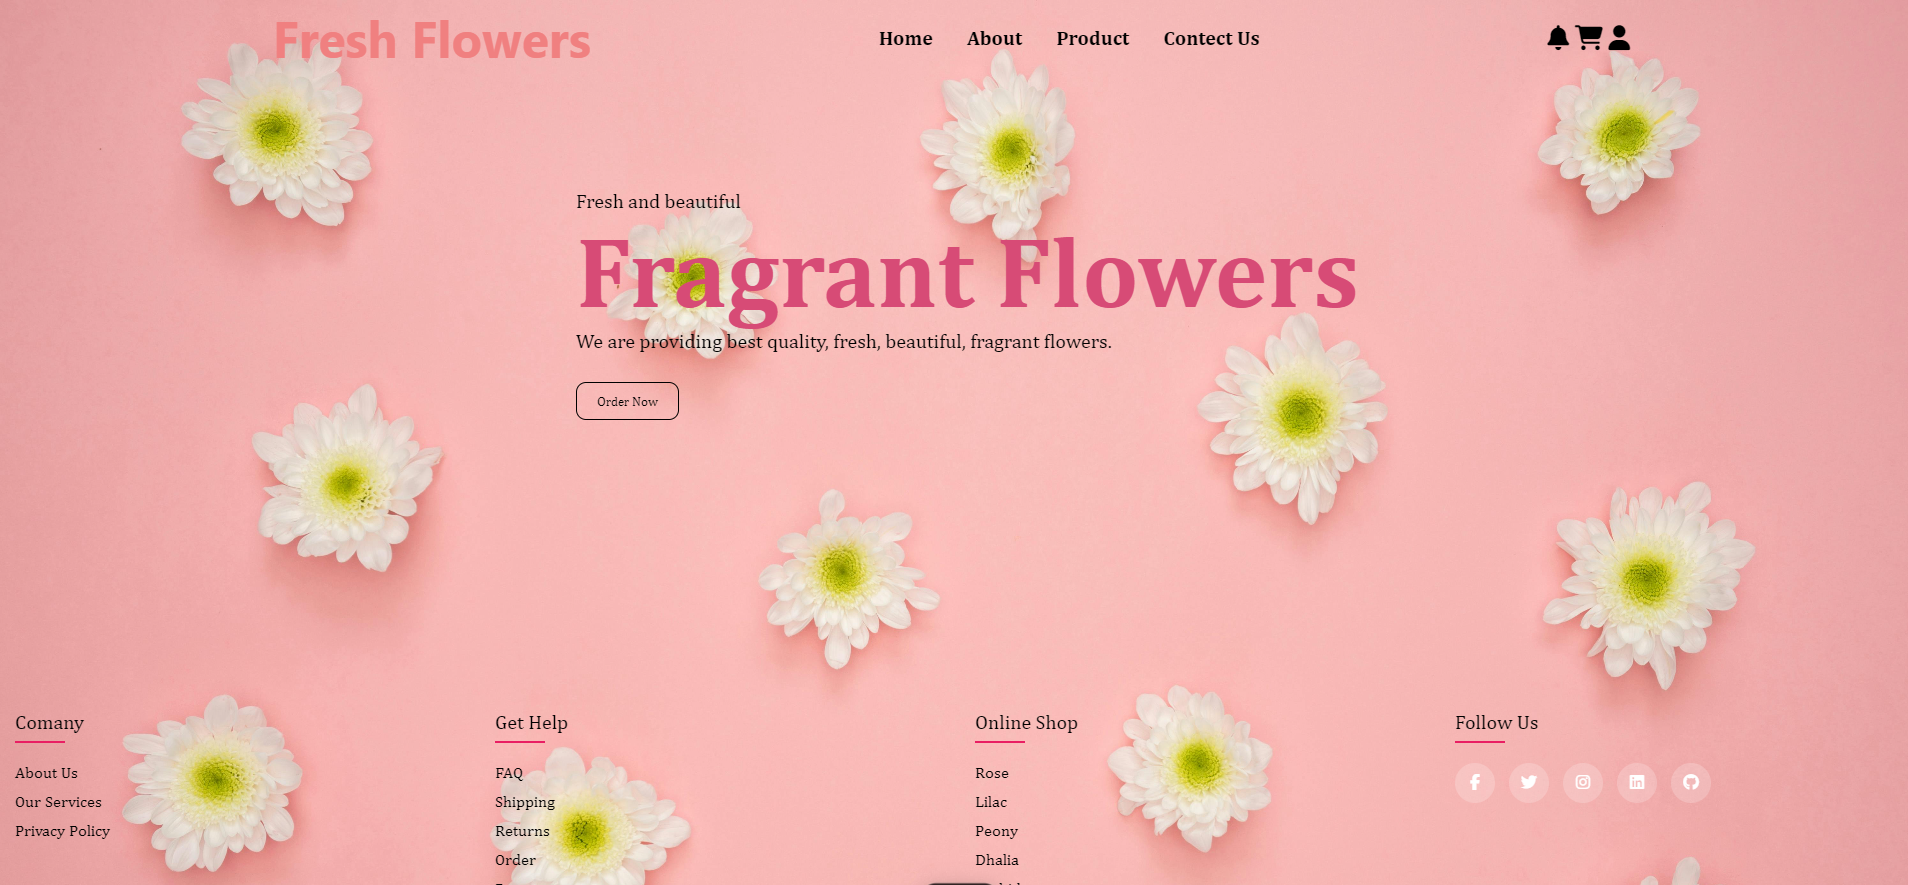 Fresh Flowers
Home About Product Contect Us
Fresh and beautiful
Fragrant Flowers
We are providing best quality, fresh, beautiful, fragrant flowers.
Order Now
Comany
About Us
Our Services
Privacy Policy
Get Help
FAQ
Shipping
Returns
Order
Online Shop
Rose
Lilac
Peony
Dhalia
Follow Us